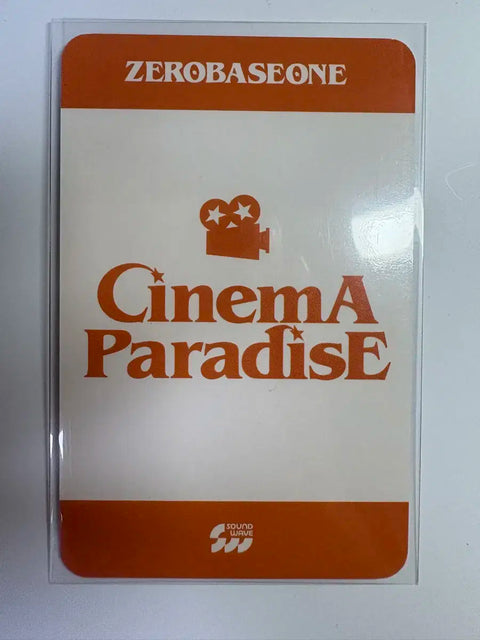 ZEROBASEONE
CinemA
ParadisE
SOUND
WAVE